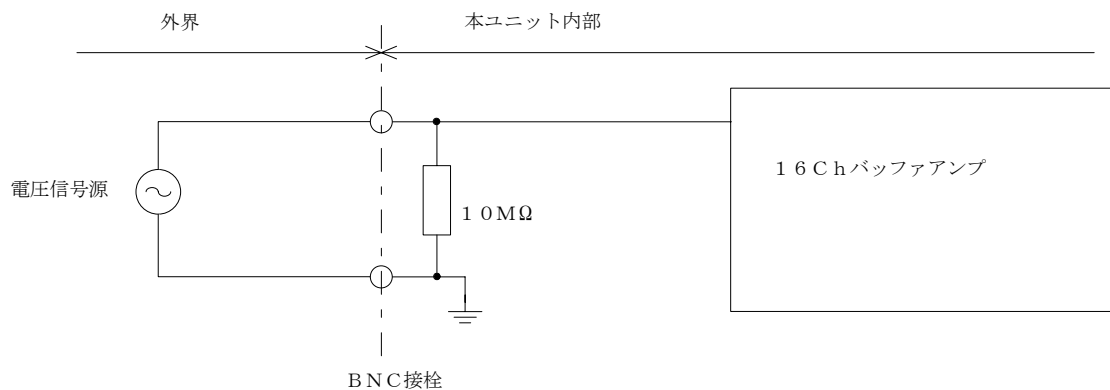 外界
本ユニット内部
電圧信号源
１０MΩ
１６Ｃｈバッファアンプ
ＢＮＣ接栓